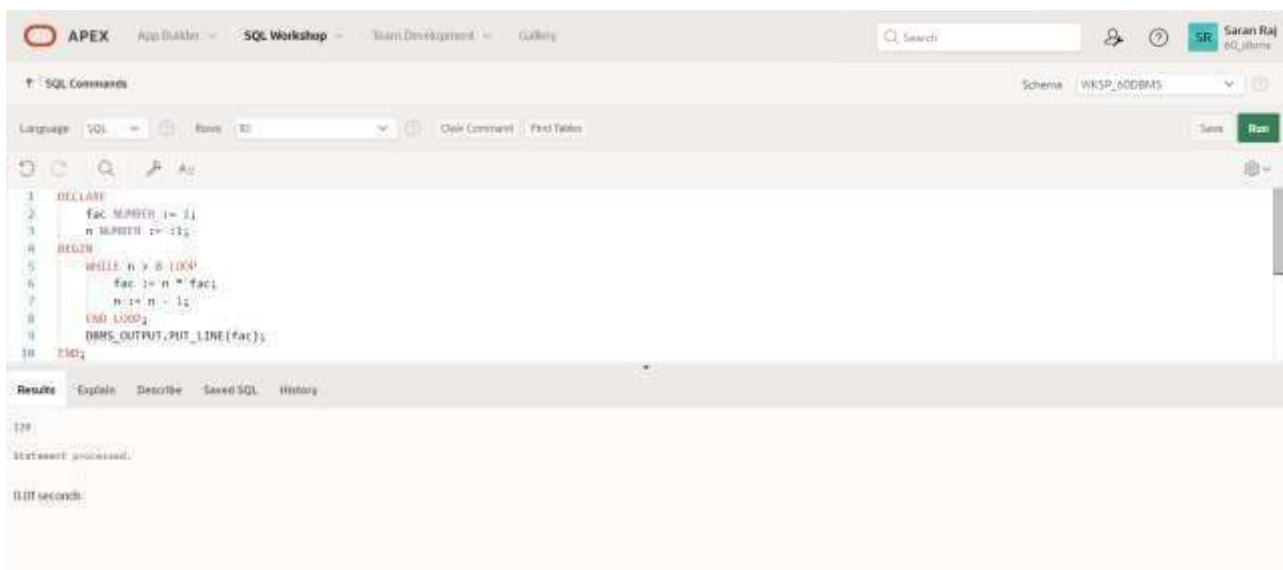 APEX App Builder SQL Workshop Team Development Gallery Search SR Saran Raj
SQL Commands Schema WKSP_60DBMS
Language SQL Rows 10 Clear Command Find Tables Save Run
1 DECLARE
2 fac NUMBER := 1;
3 n NUMBER := :1;
4 BEGIN
5 WHILE n > 0 LOOP
6 fac := n * fac;
7 n := n - 1;
8 END LOOP;
9 DBMS_OUTPUT.PUT_LINE(fac);
10 END;
Results Explain Describe Saved SQL History
120
Statement processed.
0.01 seconds